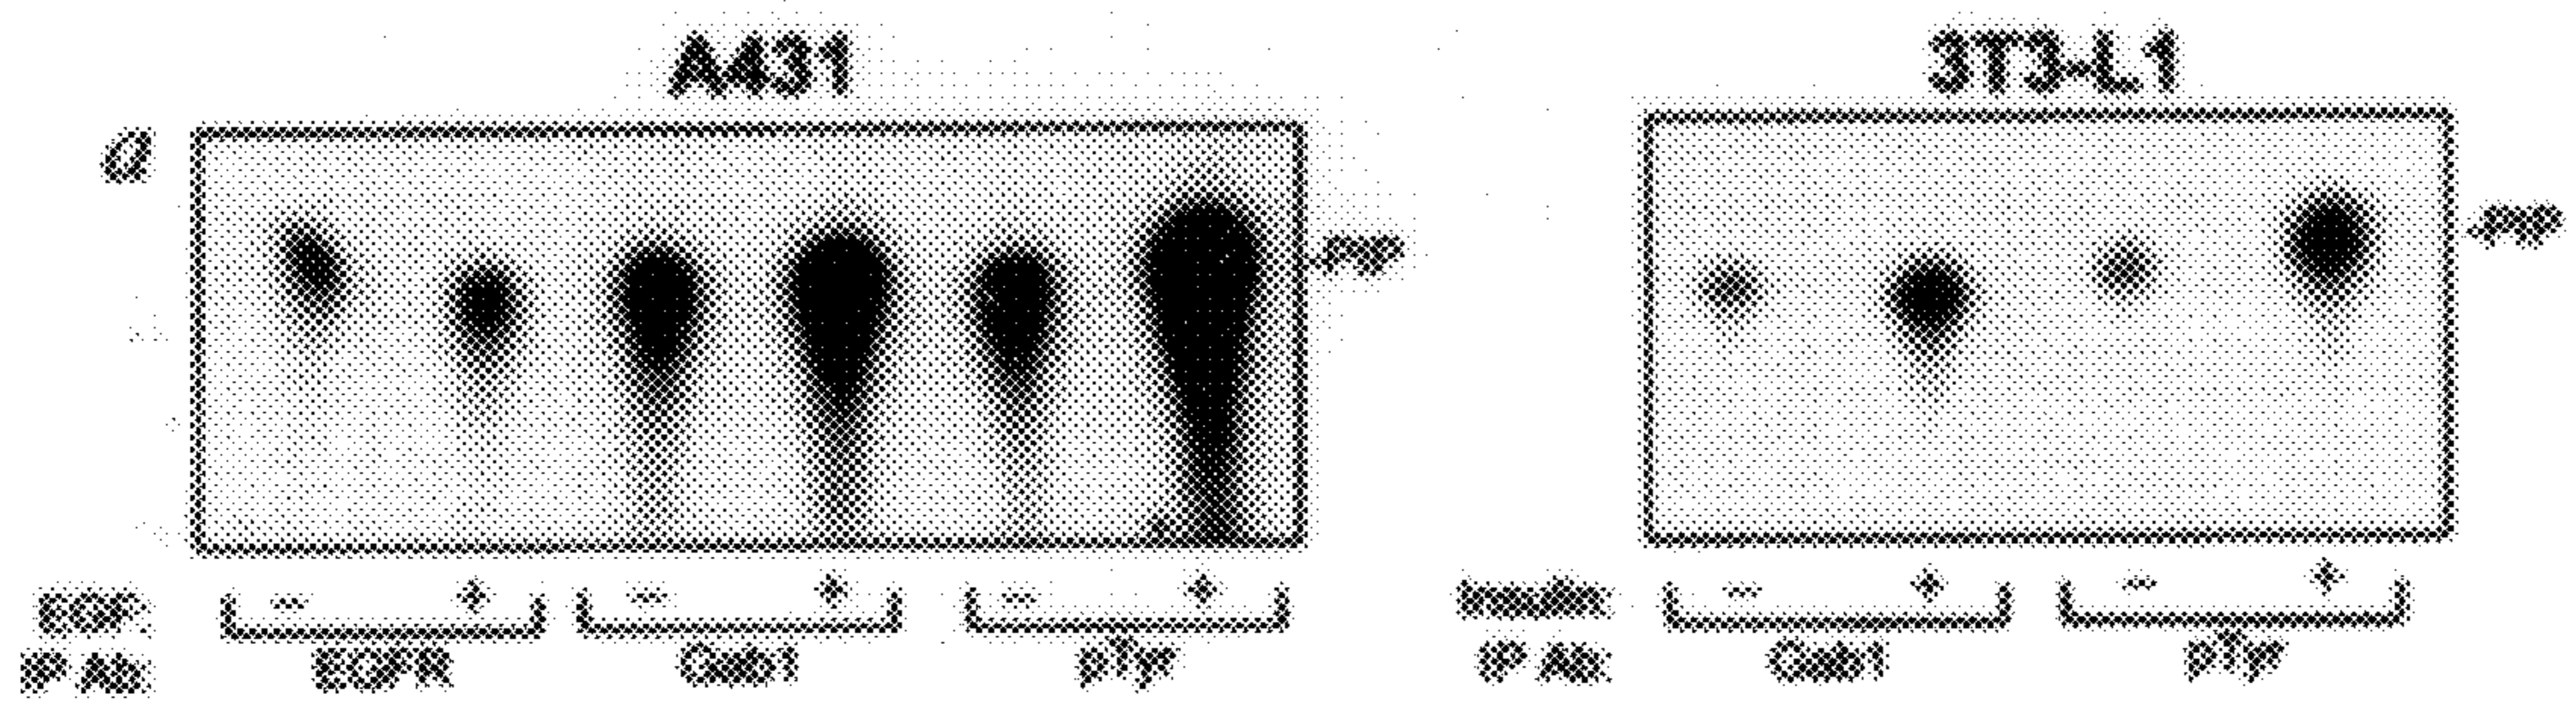 A431
3T3-L1
a
EGF - + - + - +
IP Ab: EGFR Gab1 pTyr
Insulin - + - +
IP Ab: Gab1 pTyr